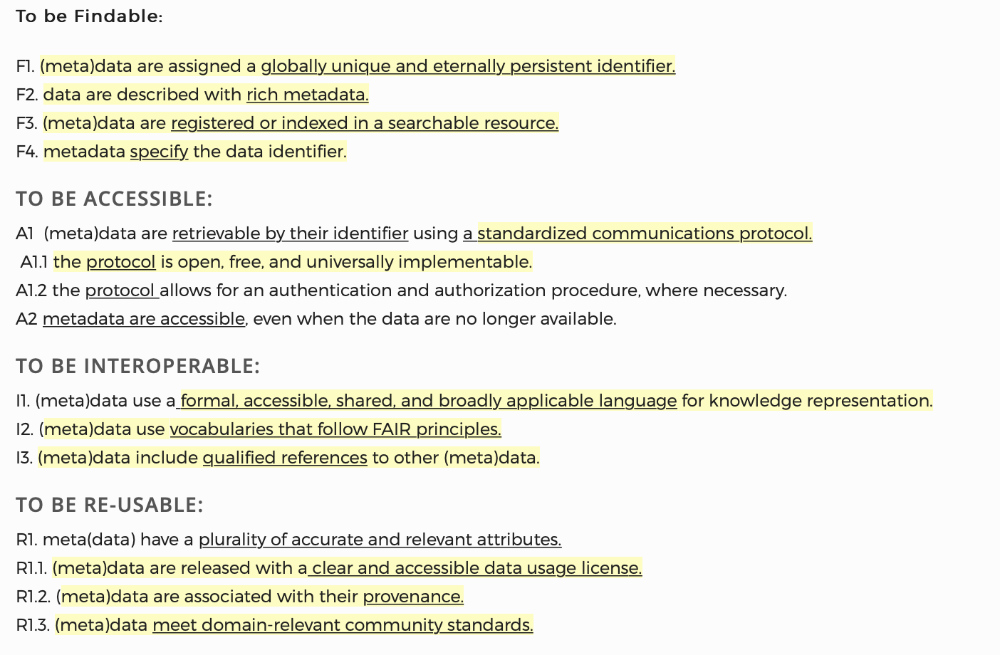 To be Findable:
F1. (meta)data are assigned a globally unique and eternally persistent identifier.
F2. data are described with rich metadata.
F3. (meta)data are registered or indexed in a searchable resource.
F4. metadata specify the data identifier.
TO BE ACCESSIBLE:
A1  (meta)data are retrievable by their identifier using a standardized communications protocol.
A1.1 the protocol is open, free, and universally implementable.
A1.2 the protocol allows for an authentication and authorization procedure, where necessary.
A2 metadata are accessible, even when the data are no longer available.
TO BE INTEROPERABLE:
I1. (meta)data use a formal, accessible, shared, and broadly applicable language for knowledge representation.
I2. (meta)data use vocabularies that follow FAIR principles.
I3. (meta)data include qualified references to other (meta)data.
TO BE RE-USABLE:
R1. meta(data) have a plurality of accurate and relevant attributes.
R1.1. (meta)data are released with a clear and accessible data usage license.
R1.2. (meta)data are associated with their provenance.
R1.3. (meta)data meet domain-relevant community standards.